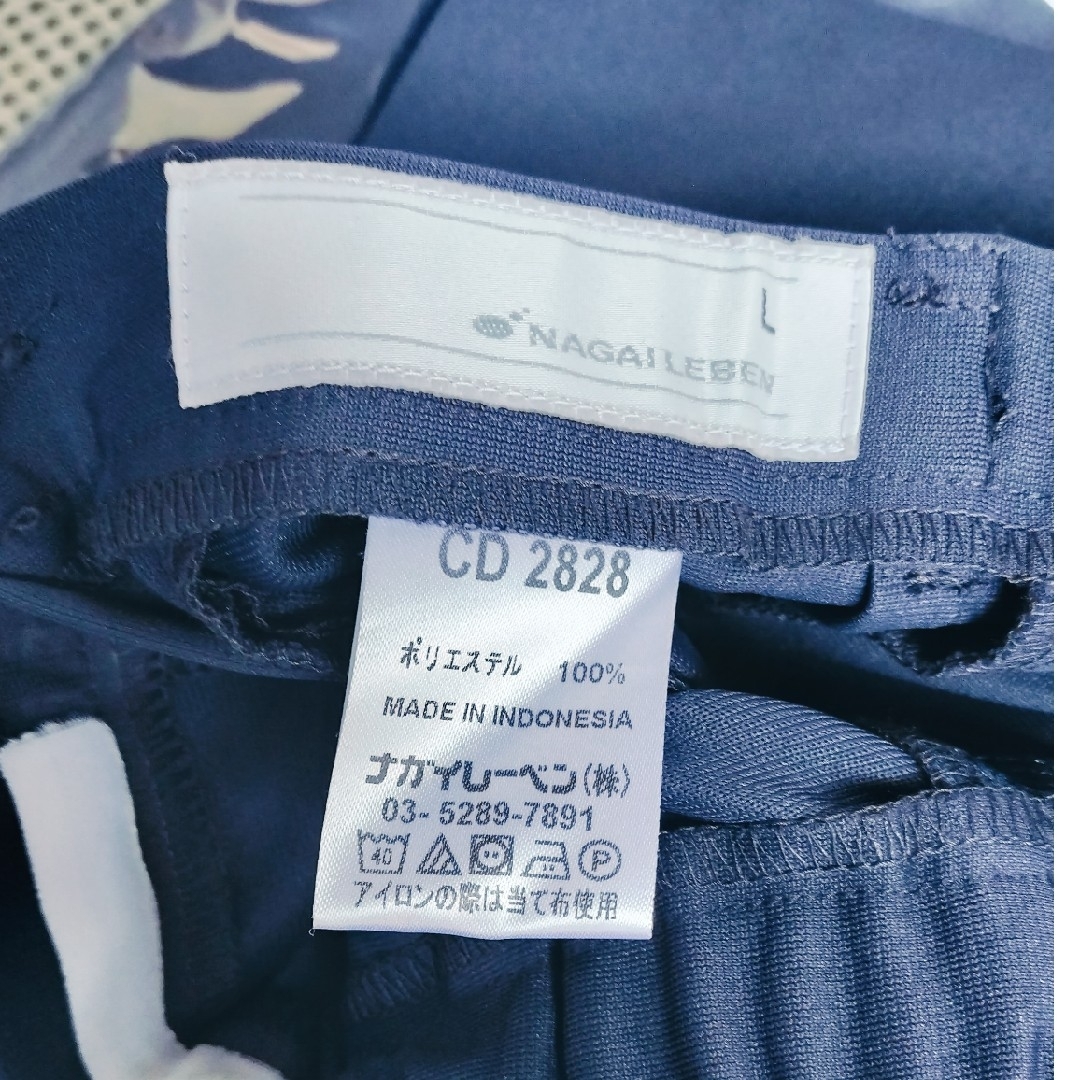 L
NAGAILEBEN
CD 2828
ポリエステル 100%
MADE IN INDONESIA
ナガイレーベン(株)
03-5289-7891
40 P
アイロンの際は当て布使用